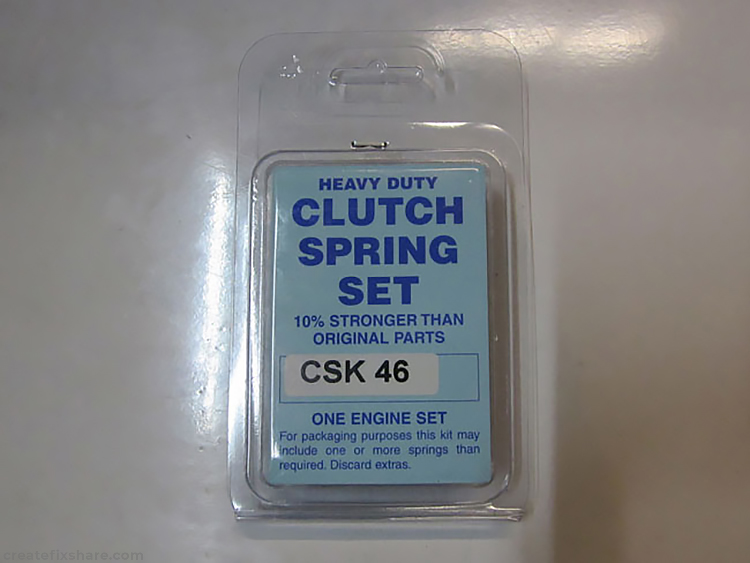 HEAVY DUTY
CLUTCH
SPRING
SET
10% STRONGER THAN
ORIGINAL PARTS
CSK 46
ONE ENGINE SET
For packaging purposes this kit may
include one or more springs than
required. Discard extras.
createfixshare.com